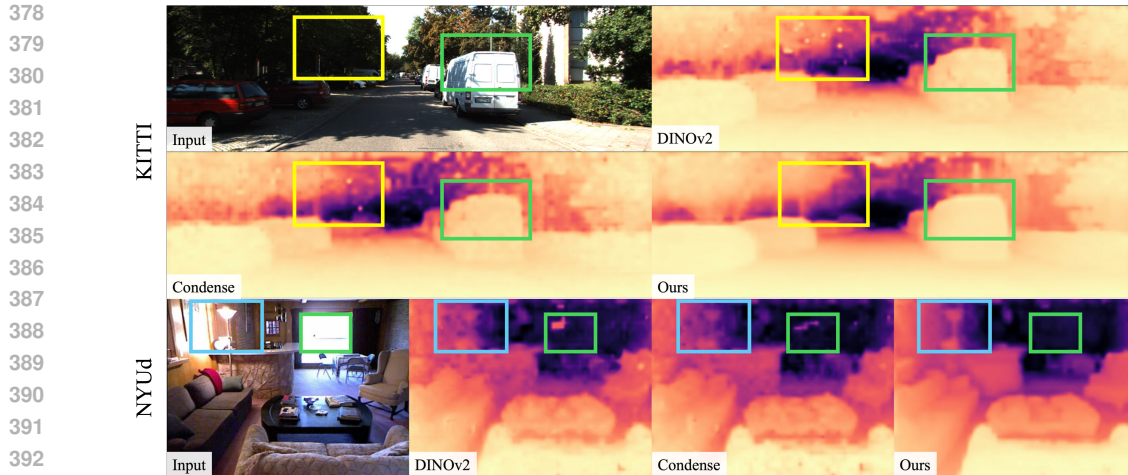 378
379
380
381
382
383
384
385
386
387
388
389
390
391
392
KITTI
Input
DINOv2
Condense
Ours
NYUd
Input
DINOv2
Condense
Ours